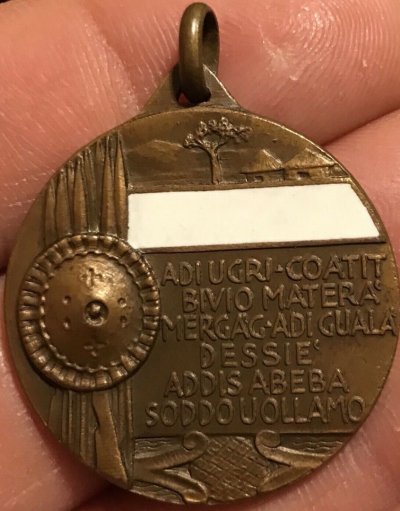 ADI UGRI - COATIT
BIVIO MATERA'
MERGAG - ADI GUALA
DESSIE'
ADDIS ABEBA
SODDO UOLLAMO